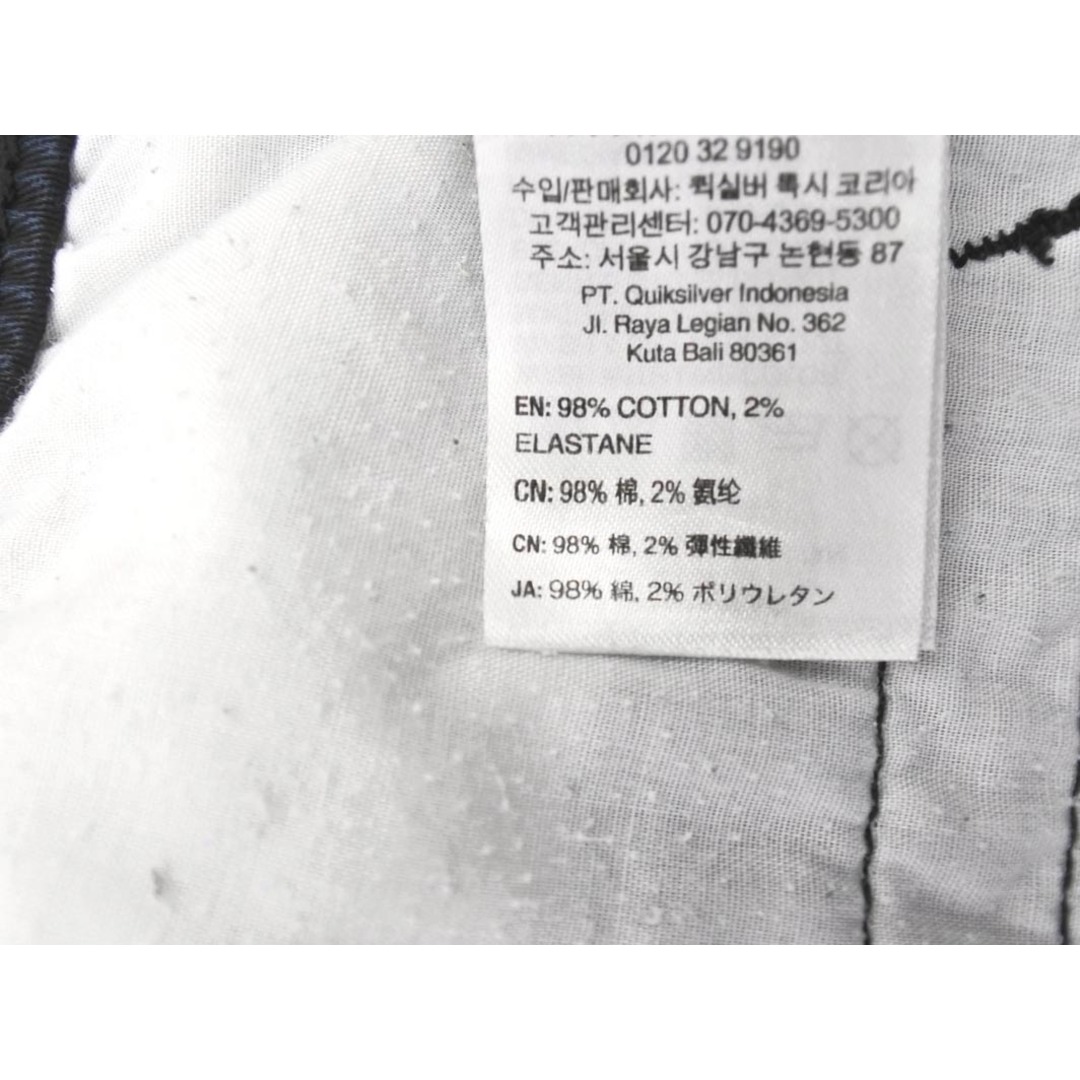 0120 32 9190
수입/판매회사: 퀵실버 록시 코리아
고객관리센터: 070-4369-5300
주소: 서울시 강남구 논현동 87
PT. Quiksilver Indonesia
Jl. Raya Legian No. 362
Kuta Bali 80361
EN: 98% COTTON, 2%
ELASTANE
CN: 98% 棉, 2% 氨纶
CN: 98% 棉, 2% 彈性纖維
JA: 98% 綿, 2% ポリウレタン